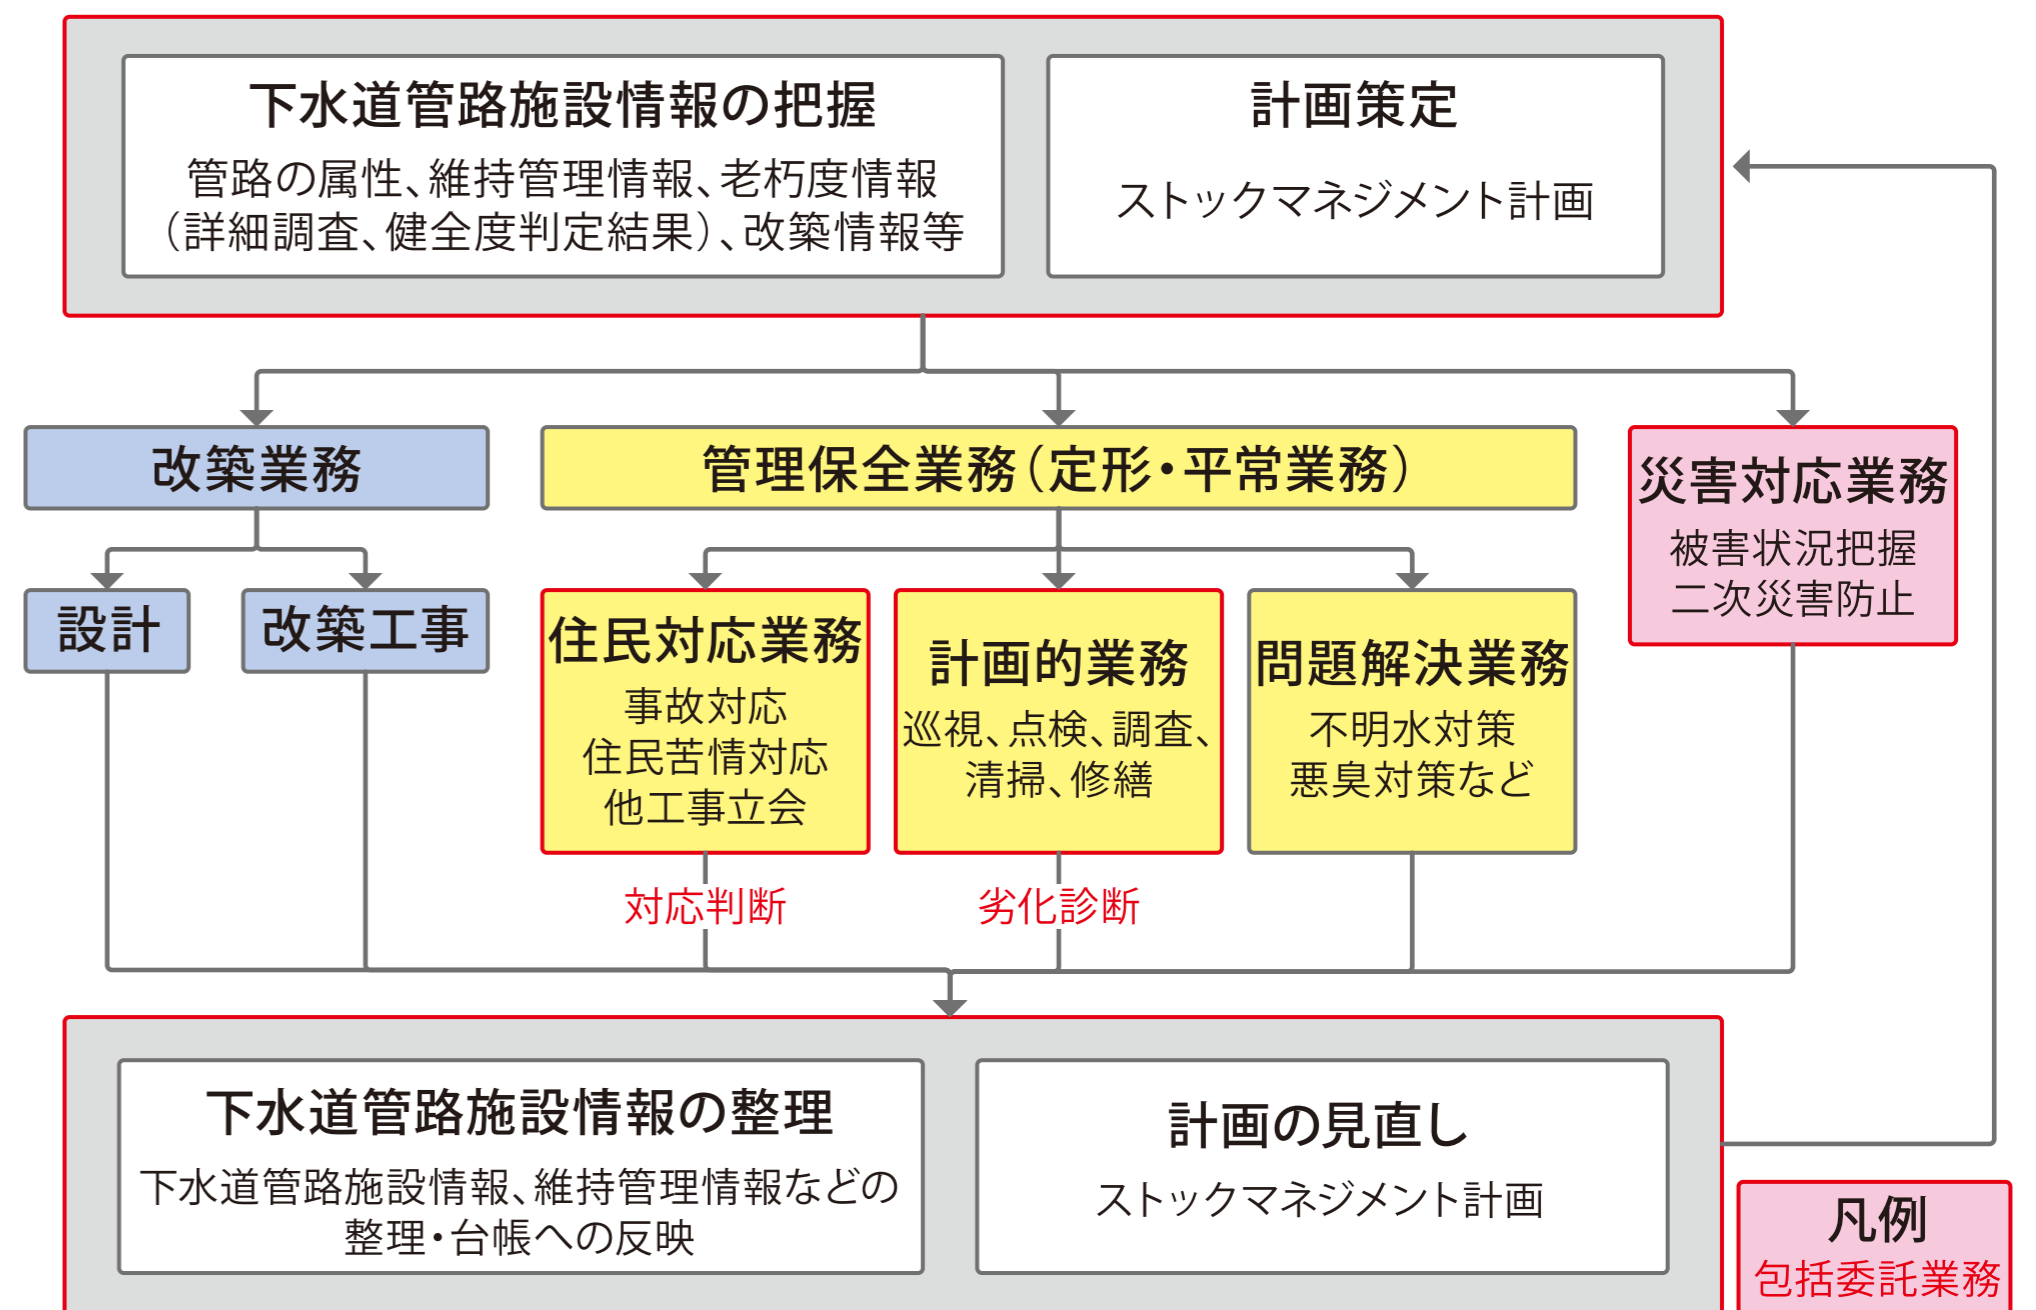 下水道管路施設情報の把握
管路の属性、維持管理情報、老朽度情報
（詳細調査、健全度判定結果）、改築情報等
計画策定
ストックマネジメント計画
改築業務
管理保全業務（定形・平常業務）
災害対応業務
被害状況把握
二次災害防止
設計
改築工事
住民対応業務
事故対応
住民苦情対応
他工事立会
計画的業務
巡視、点検、調査、
清掃、修繕
問題解決業務
不明水対策
悪臭対策など
対応判断
劣化診断
下水道管路施設情報の整理
下水道管路施設情報、維持管理情報などの
整理・台帳への反映
計画の見直し
ストックマネジメント計画
凡例
包括委託業務